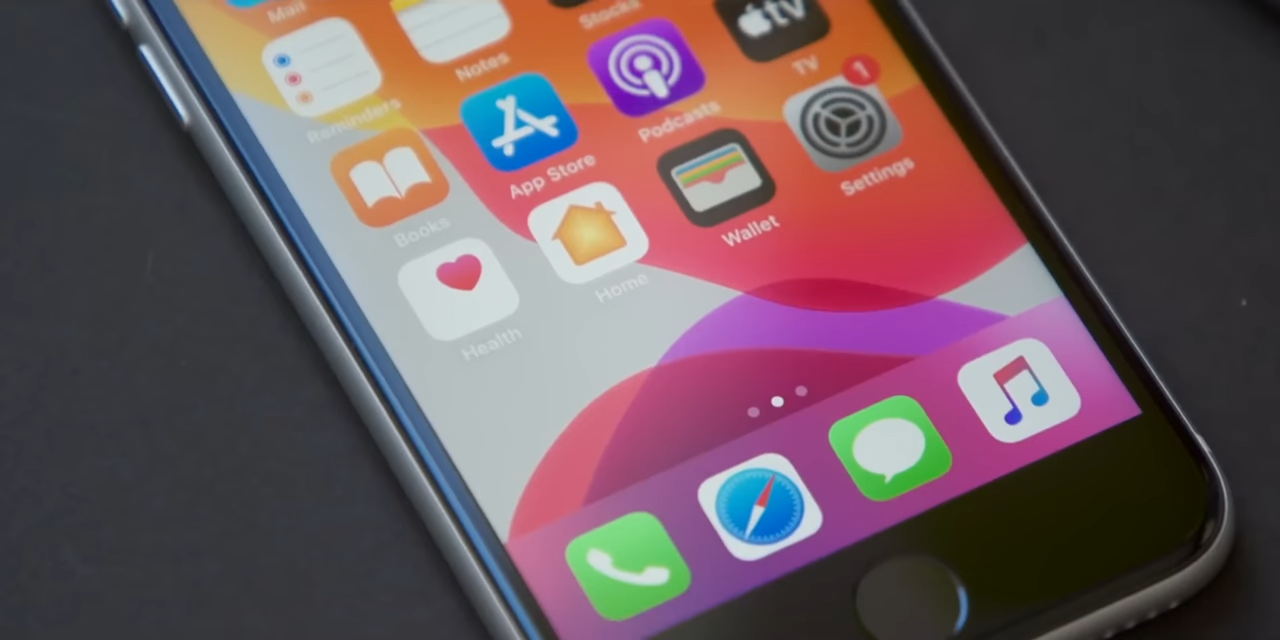 Mail
Stocks
tv
Reminders
Notes
Podcasts
TV
1
Books
App Store
Wallet
Settings
Health
Home